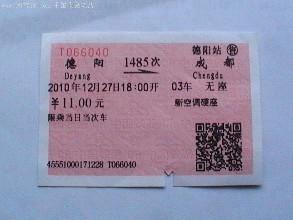 T066040 德阳站 售
德 阳 1485次 成 都
Deyang Chengdu
2010年12月27日18:00开 03车 无座
￥11.00元 新空调硬座
限乘当日当次车
45551000171228 T066040